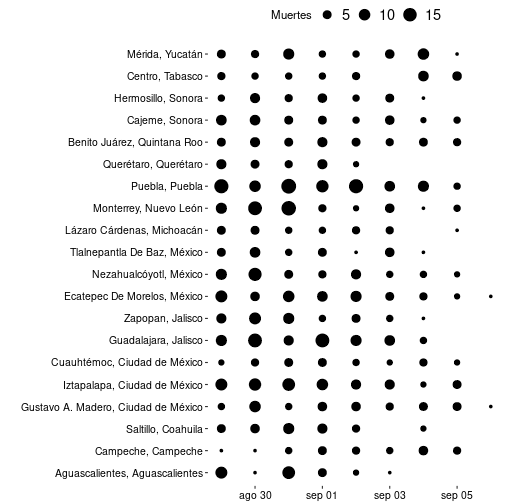 Muertes 5 10 15
Mérida, Yucatán
Centro, Tabasco
Hermosillo, Sonora
Cajeme, Sonora
Benito Juárez, Quintana Roo
Querétaro, Querétaro
Puebla, Puebla
Monterrey, Nuevo León
Lázaro Cárdenas, Michoacán
Tlalnepantla De Baz, México
Nezahualcóyotl, México
Ecatepec De Morelos, México
Zapopan, Jalisco
Guadalajara, Jalisco
Cuauhtémoc, Ciudad de México
Iztapalapa, Ciudad de México
Gustavo A. Madero, Ciudad de México
Saltillo, Coahuila
Campeche, Campeche
Aguascalientes, Aguascalientes
ago 30 sep 01 sep 03 sep 05